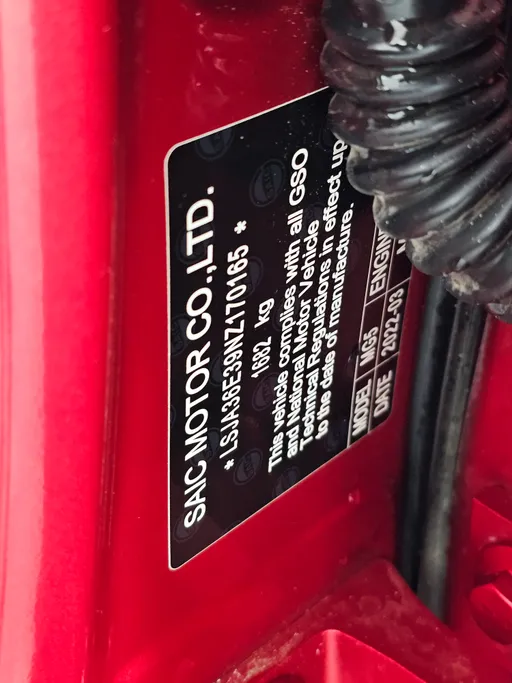 SAIC MOTOR CO.,LTD.
* LSJA36E39NZ170165 *
1682 kg
This vehicle complies with all GSO
and National Motor Vehicle
Technical Regulations in effect up
to the date of manufacture.
MODEL MG5 ENGINE
DATE 2022-03